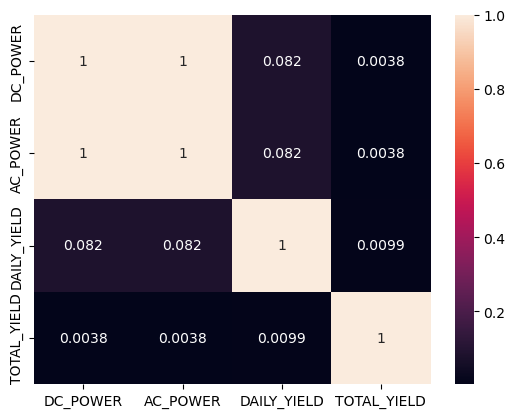 DC_POWER
1
1
0.082
0.0038
AC_POWER
1
1
0.082
0.0038
DAILY_YIELD
0.082
0.082
1
0.0099
TOTAL_YIELD
0.0038
0.0038
0.0099
1
DC_POWER
AC_POWER
DAILY_YIELD
TOTAL_YIELD
1.0
0.8
0.6
0.4
0.2